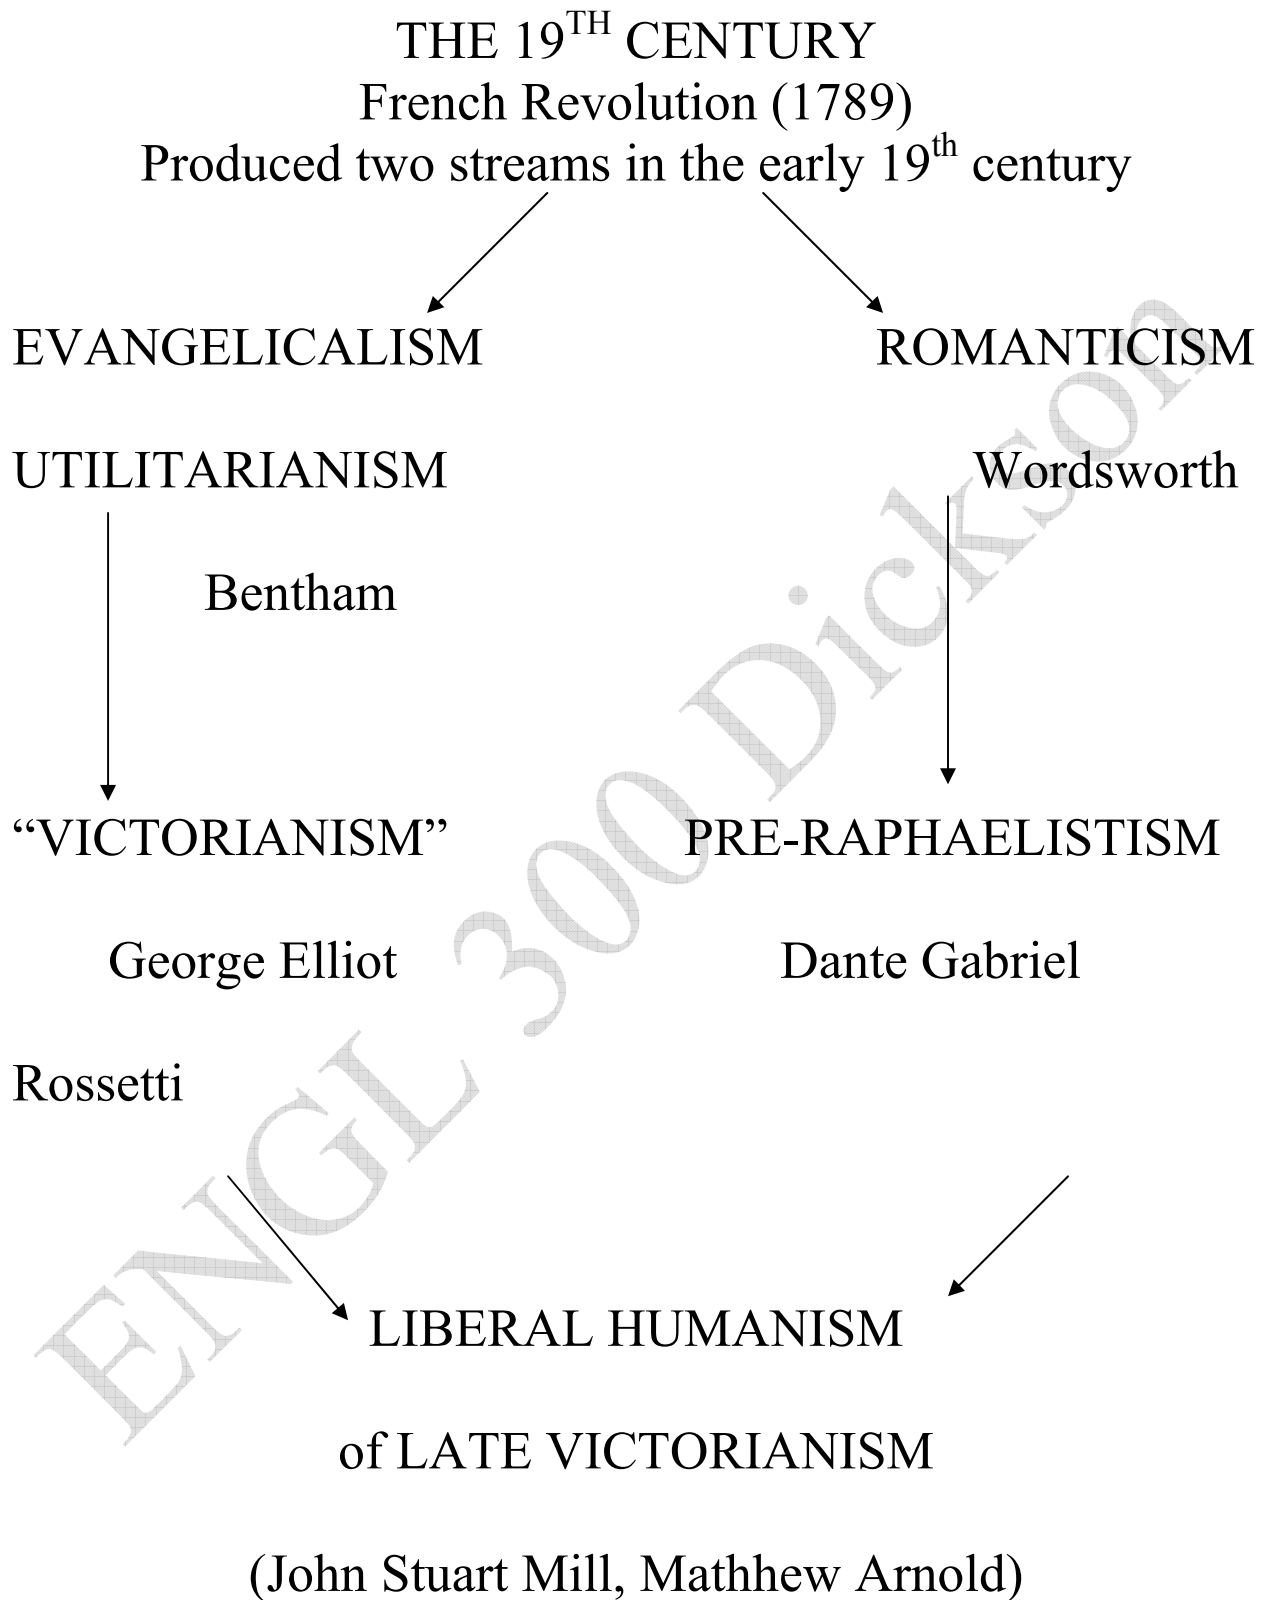 THE 19TH CENTURY
French Revolution (1789)
Produced two streams in the early 19th century
EVANGELICALISM ROMANTICISM
UTILITARIANISM Wordsworth
Bentham
“VICTORIANISM” PRE-RAPHAELISTISM
George Elliot Dante Gabriel
Rossetti
LIBERAL HUMANISM
of LATE VICTORIANISM
(John Stuart Mill, Mathhew Arnold)
ENGL 300 Dickson